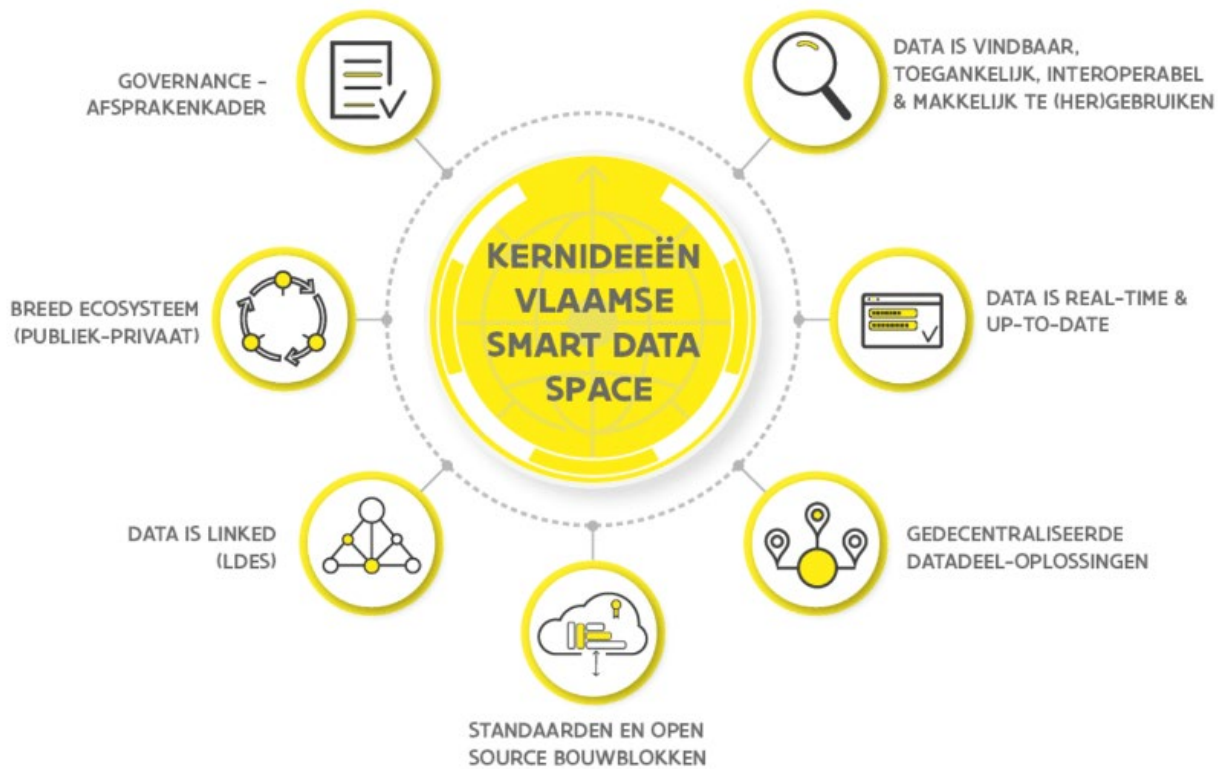 GOVERNANCE -
AFSPRAKENKADER
DATA IS VINDBAAR,
TOEGANKELIJK, INTEROPERABEL
& MAKKELIJK TE (HER)GEBRUIKEN
KERNIDEEËN
VLAAMSE
SMART DATA
SPACE
BREED ECOSYSTEEM
(PUBLIEK-PRIVAAT)
DATA IS REAL-TIME &
UP-TO-DATE
DATA IS LINKED
(LDES)
GEDECENTRALISEERDE
DATADEEL-OPLOSSINGEN
STANDAARDEN EN OPEN
SOURCE BOUWBLOKKEN